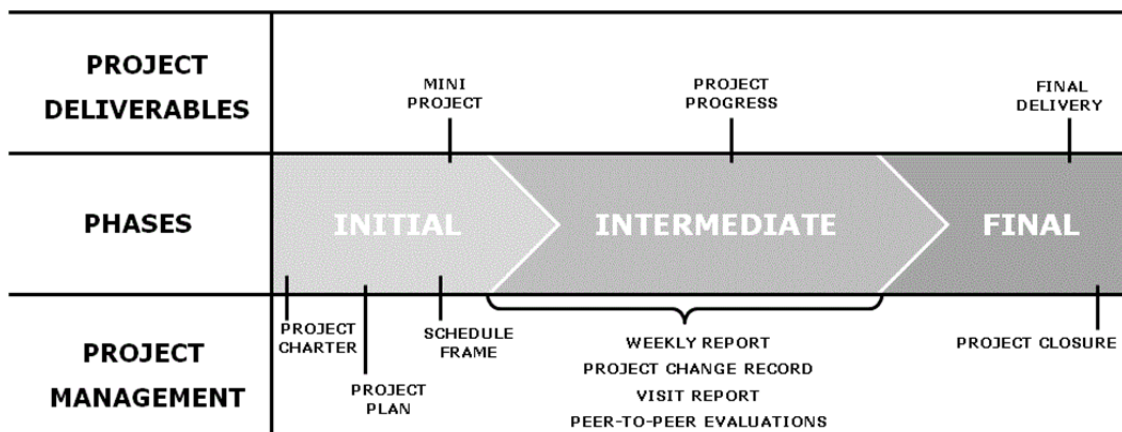 PROJECT
DELIVERABLES
MINI
PROJECT
PROJECT
PROGRESS
FINAL
DELIVERY
PHASES
INITIAL
INTERMEDIATE
FINAL
PROJECT
MANAGEMENT
PROJECT
CHARTER
PROJECT
PLAN
SCHEDULE
FRAME
WEEKLY REPORT
PROJECT CHANGE RECORD
VISIT REPORT
PEER-TO-PEER EVALUATIONS
PROJECT CLOSURE